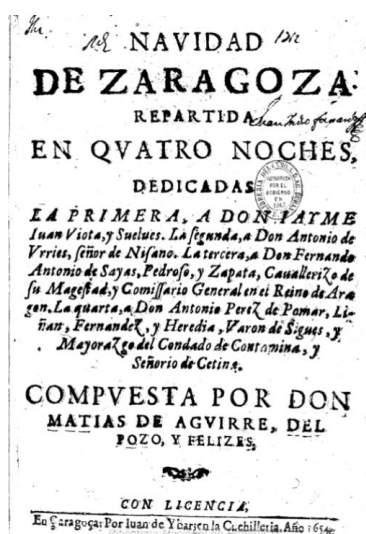 NAVIDAD
DE ZARAGOZA:
REPARTIDA
EN QVATRO NOCHES,
DEDICADAS
LA PRIMERA, A DON IAYME
Iuan Viota, y Suelues. La segunda, a Don Antonio de
Vrries, señor de Nisano. La tercera, a Don Fernando
Antonio de Sayas, Pedroso, y Zapata, Cauallerizo de
su Magestad, y Comissario General en el Reino de Ara
gon. La quarta, a Don Antonio Perez de Pomar, Li-
ñan, Fernandez, y Heredia, Varon de Sigues, y
Mayorazgo del Condado de Contamina, y
Señorio de Cetina.
COMPVESTA POR DON
MATIAS DE AGVIRRE, DEL
POZO, Y FELIZES,
CON LICENCIA,
En Çaragoça: Por Iuan de Ybar, en la Cuchilleria, Año 1654.